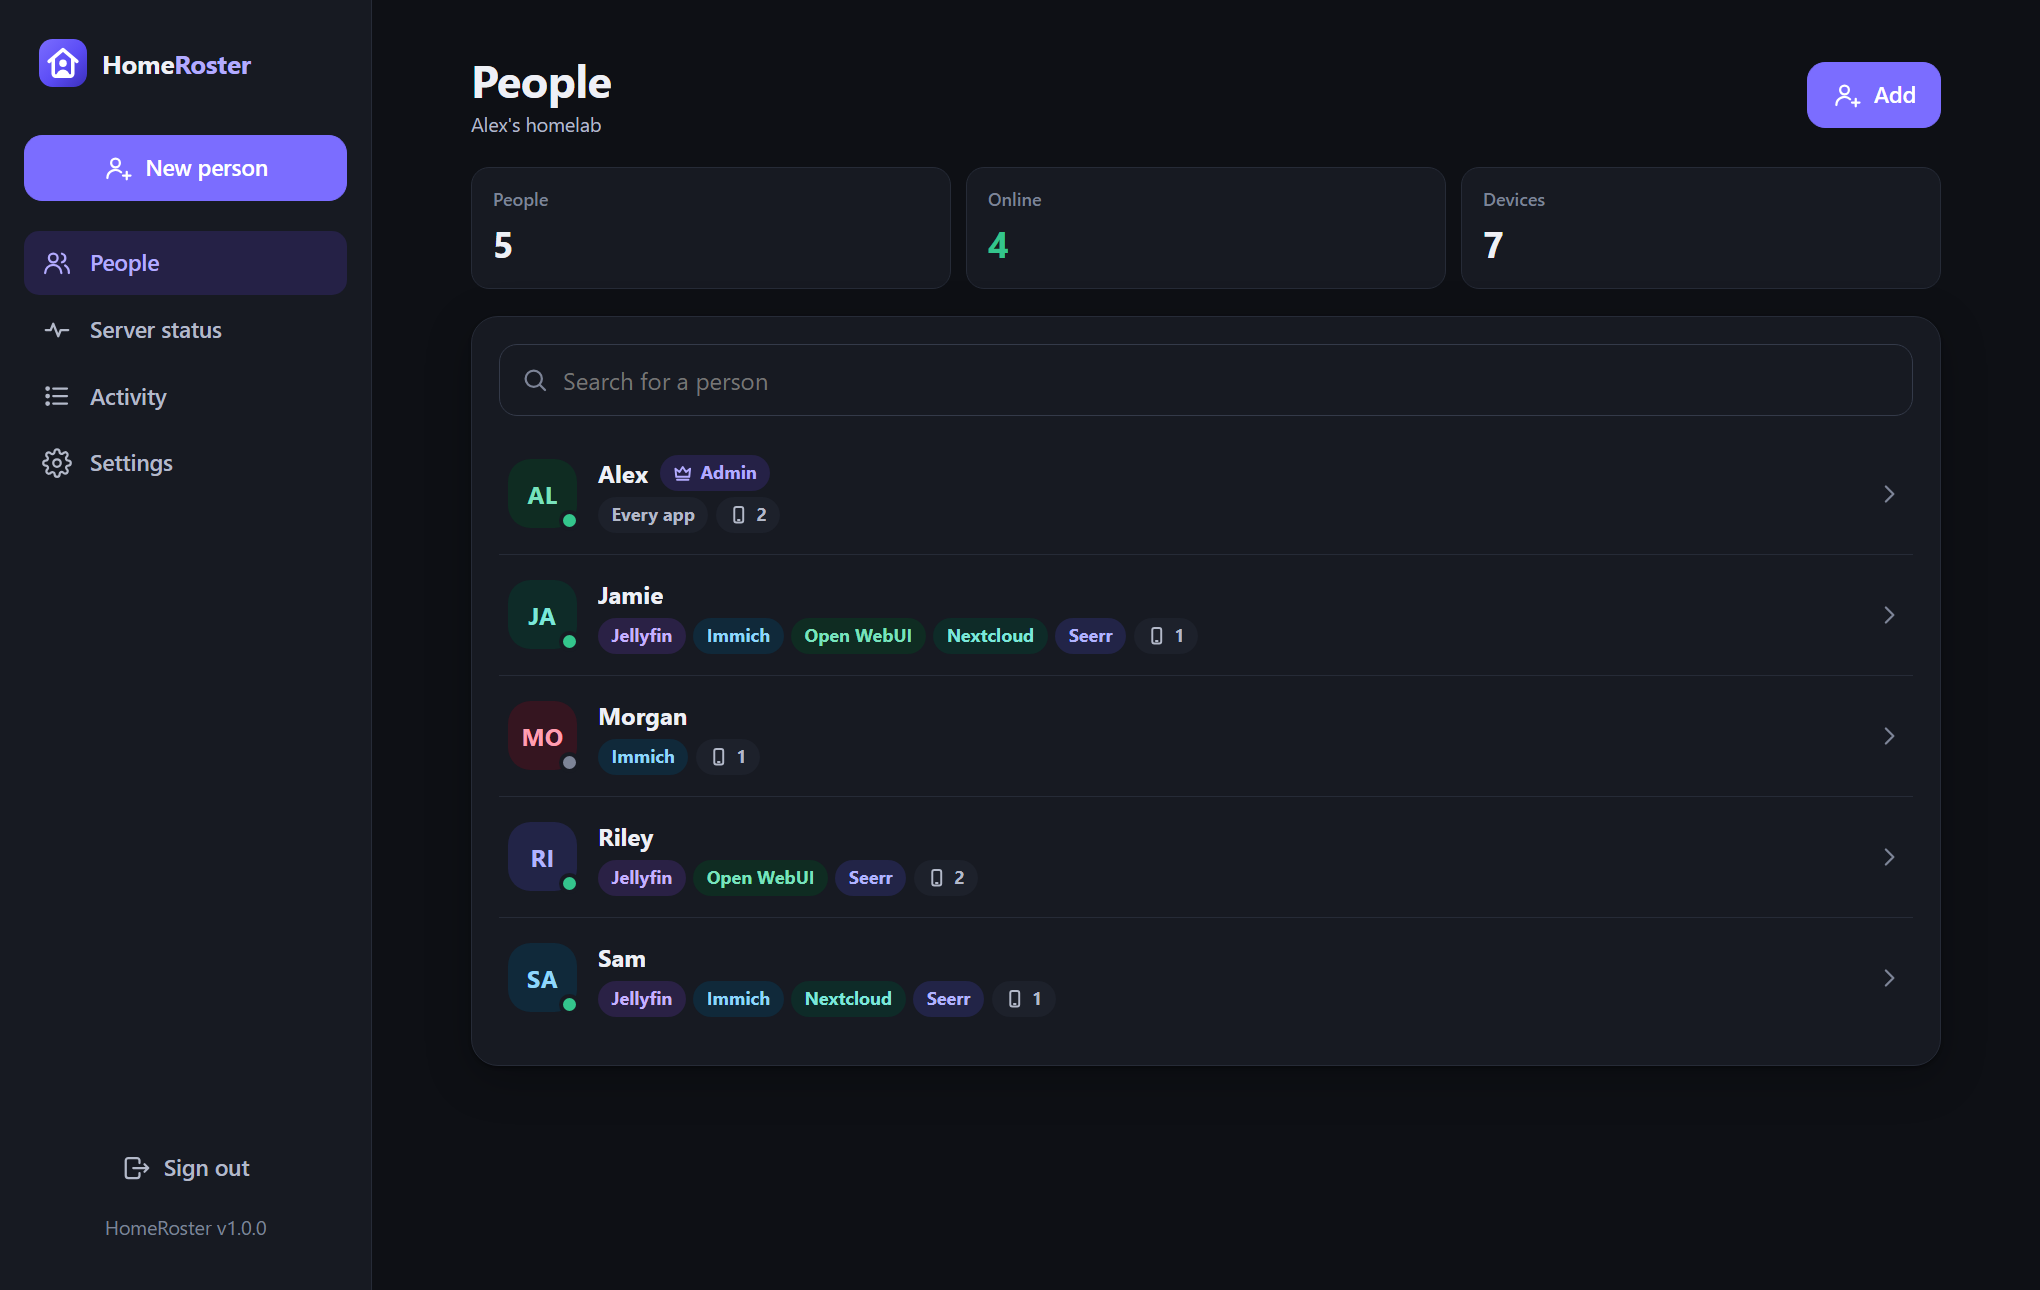 HomeRoster
New person
People
Server status
Activity
Settings
Sign out
HomeRoster v1.0.0
People
Alex's homelab
Add
People
5
Online
4
Devices
7
Search for a person
AL
Alex Admin
Every app 2
JA
Jamie
Jellyfin Immich Open WebUI Nextcloud Seerr 1
MO
Morgan
Immich 1
RI
Riley
Jellyfin Open WebUI Seerr 2
SA
Sam
Jellyfin Immich Nextcloud Seerr 1